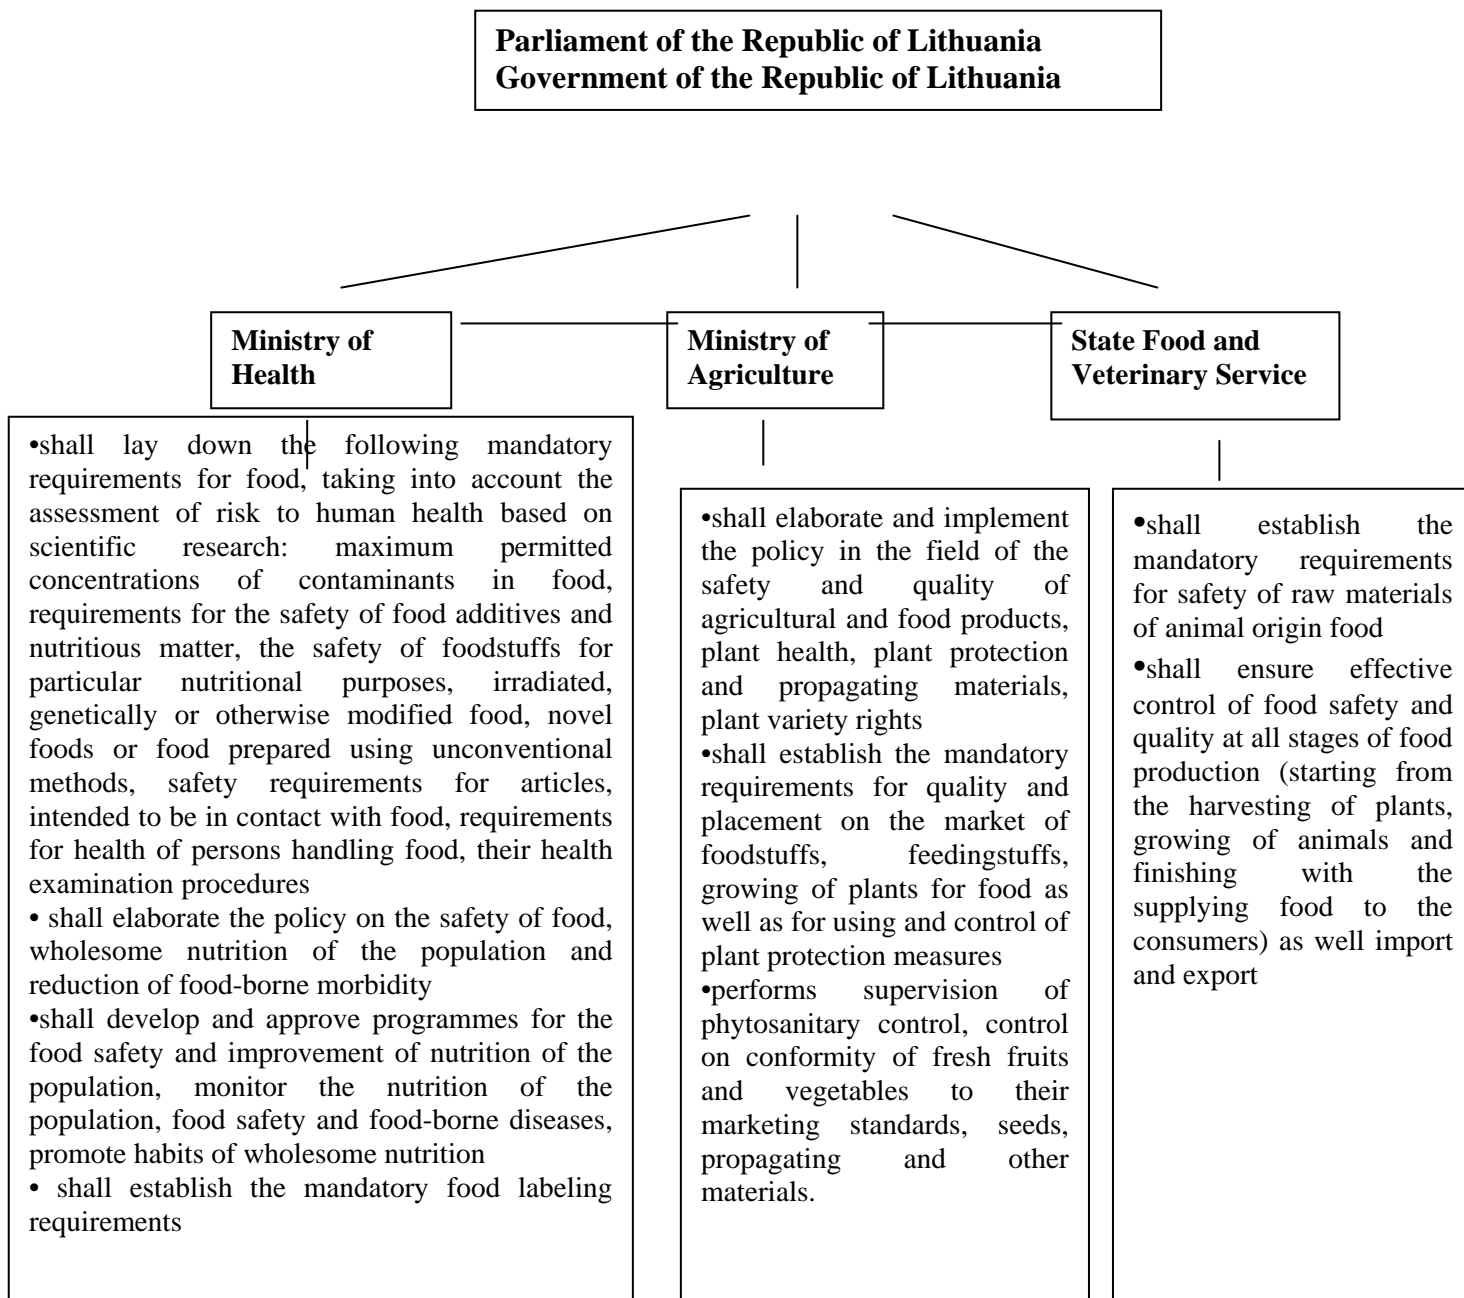 Parliament of the Republic of Lithuania
Government of the Republic of Lithuania
Ministry of
Health
Ministry of
Agriculture
State Food and
Veterinary Service
•shall lay down the following mandatory
requirements for food, taking into account the
assessment of risk to human health based on
scientific research: maximum permitted
concentrations of contaminants in food,
requirements for the safety of food additives and
nutritious matter, the safety of foodstuffs for
particular nutritional purposes, irradiated,
genetically or otherwise modified food, novel
foods or food prepared using unconventional
methods, safety requirements for articles,
intended to be in contact with food, requirements
for health of persons handling food, their health
examination procedures
• shall elaborate the policy on the safety of food,
wholesome nutrition of the population and
reduction of food-borne morbidity
•shall develop and approve programmes for the
food safety and improvement of nutrition of the
population, monitor the nutrition of the
population, food safety and food-borne diseases,
promote habits of wholesome nutrition
• shall establish the mandatory food labeling
requirements
•shall elaborate and implement
the policy in the field of the
safety and quality of
agricultural and food products,
plant health, plant protection
and propagating materials,
plant variety rights
•shall establish the mandatory
requirements for quality and
placement on the market of
foodstuffs, feedingstuffs,
growing of plants for food as
well as for using and control of
plant protection measures
•performs supervision of
phytosanitary control, control
on conformity of fresh fruits
and vegetables to their
marketing standards, seeds,
propagating and other
materials.
•shall establish the
mandatory requirements
for safety of raw materials
of animal origin food
•shall ensure effective
control of food safety and
quality at all stages of food
production (starting from
the harvesting of plants,
growing of animals and
finishing with the
supplying food to the
consumers) as well import
and export